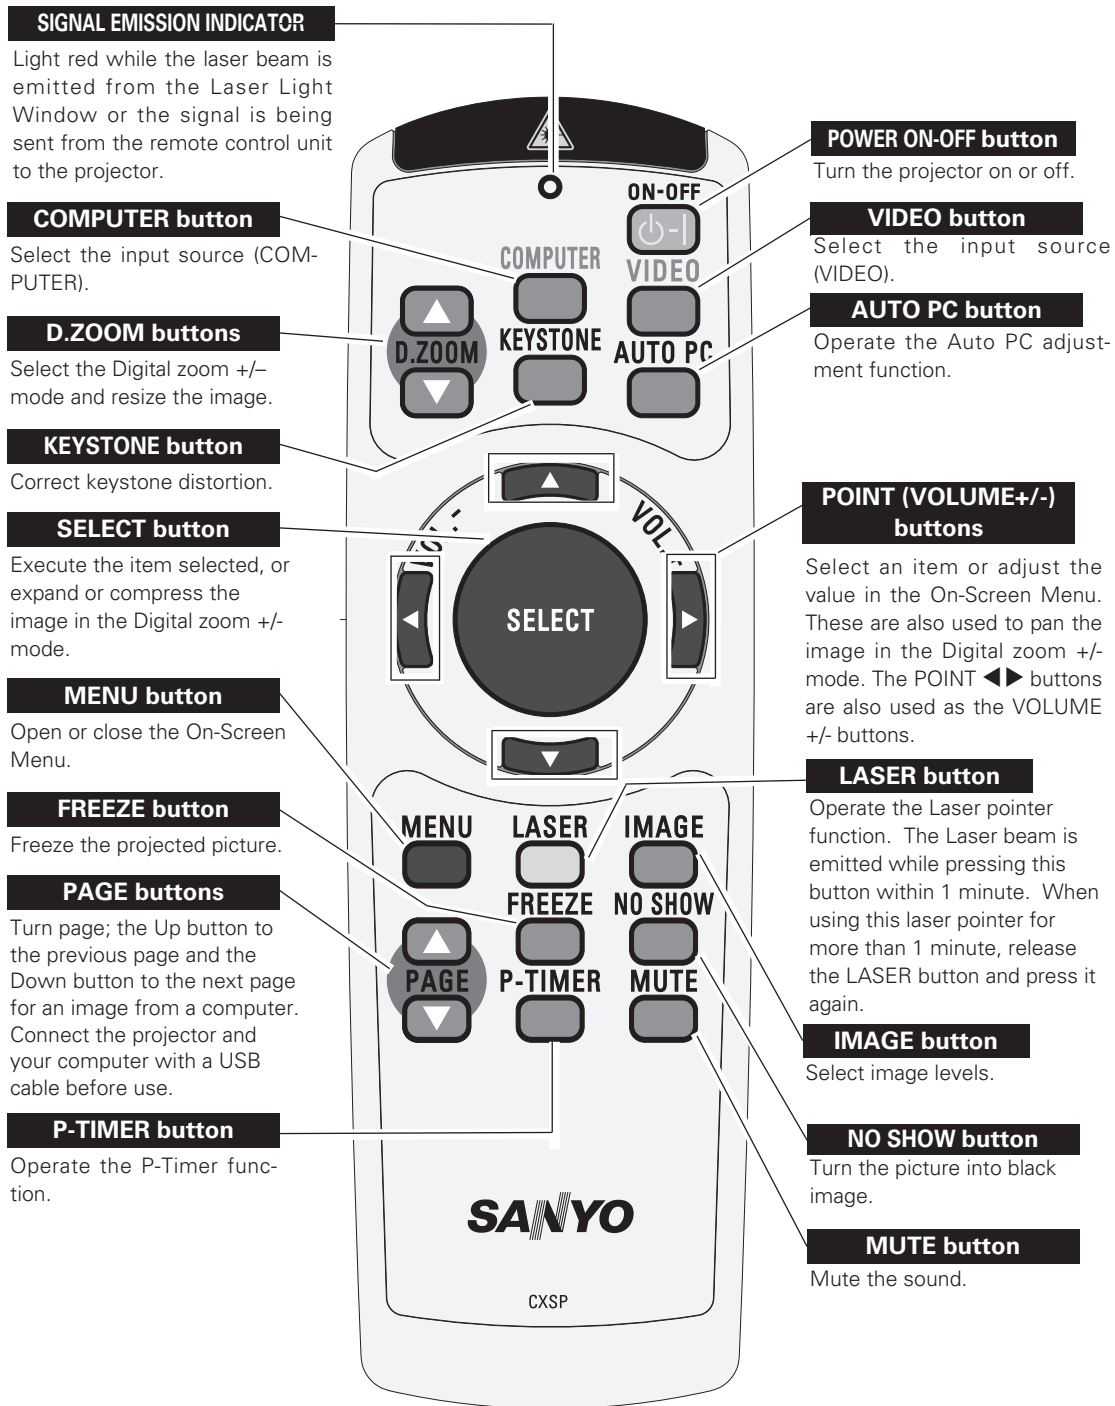 SIGNAL EMISSION INDICATOR
Light red while the laser beam is
emitted from the Laser Light
Window or the signal is being
sent from the remote control unit
to the projector.
COMPUTER button
Select the input source (COM-
PUTER).
D.ZOOM buttons
Select the Digital zoom +/–
mode and resize the image.
KEYSTONE button
Correct keystone distortion.
SELECT button
Execute the item selected, or
expand or compress the
image in the Digital zoom +/-
mode.
MENU button
Open or close the On-Screen
Menu.
FREEZE button
Freeze the projected picture.
PAGE buttons
Turn page; the Up button to
the previous page and the
Down button to the next page
for an image from a computer.
Connect the projector and
your computer with a USB
cable before use.
P-TIMER button
Operate the P-Timer func-
tion.
ON-OFF
COMPUTER
VIDEO
D.ZOOM
KEYSTONE
AUTO PC
VOL.-
VOL.+
SELECT
MENU
LASER
IMAGE
FREEZE
NO SHOW
PAGE
P-TIMER
MUTE
SANYO
CXSP
POWER ON-OFF button
Turn the projector on or off.
VIDEO button
Select the input source
(VIDEO).
AUTO PC button
Operate the Auto PC adjust-
ment function.
POINT (VOLUME+/-)
buttons
Select an item or adjust the
value in the On-Screen Menu.
These are also used to pan the
image in the Digital zoom +/-
mode. The POINT ◀▶ buttons
are also used as the VOLUME
+/- buttons.
LASER button
Operate the Laser pointer
function. The Laser beam is
emitted while pressing this
button within 1 minute. When
using this laser pointer for
more than 1 minute, release
the LASER button and press it
again.
IMAGE button
Select image levels.
NO SHOW button
Turn the picture into black
image.
MUTE button
Mute the sound.